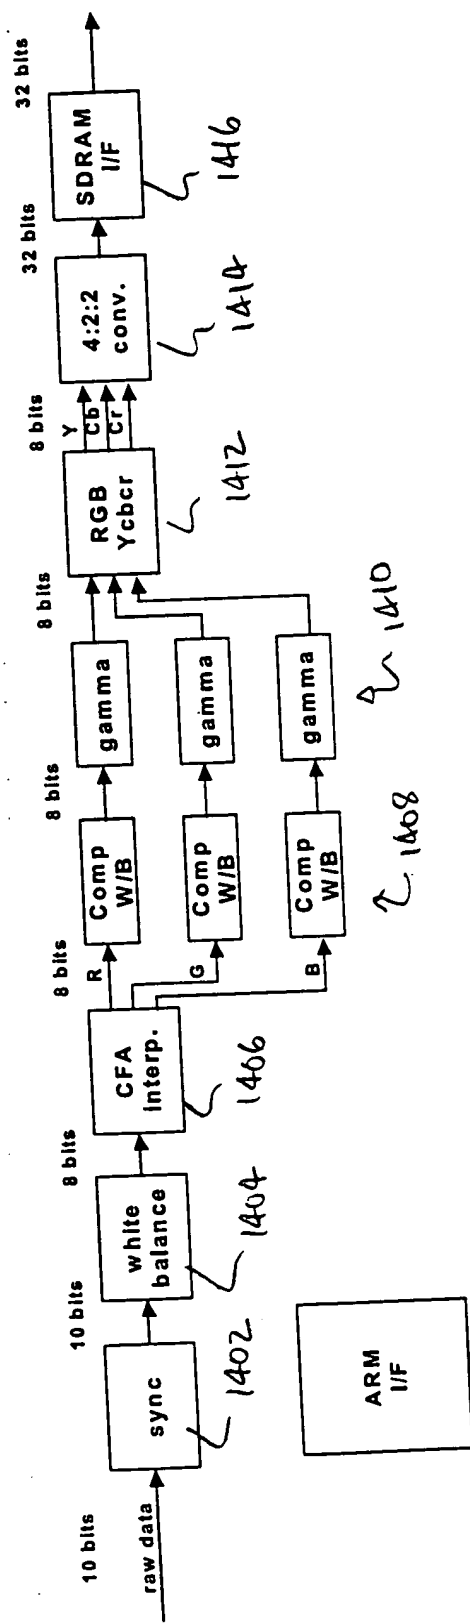 10 bits
raw data
sync
1402
10 bits
white
balance
1404
8 bits
CFA
interp.
1406
8 bits
R
G
B
Comp
W/B
Comp
W/B
Comp
W/B
1408
8 bits
gamma
gamma
gamma
1410
8 bits
RGB
Ycbcr
1412
8 bits
Y
Cb
Cr
4:2:2
conv.
1414
32 bits
SDRAM
I/F
1416
32 bits
ARM
I/F